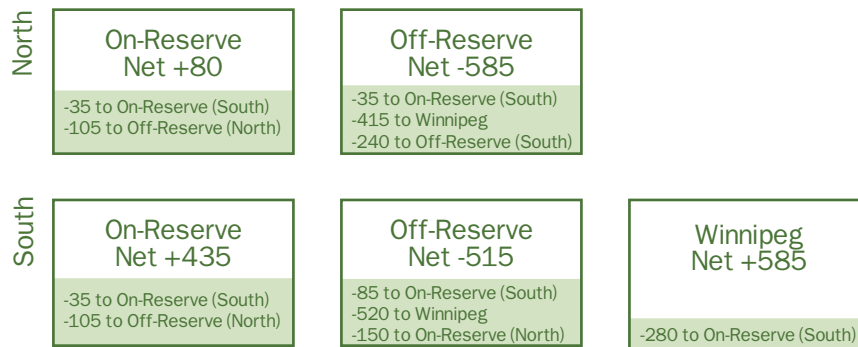 North
On-Reserve
Net +80
-35 to On-Reserve (South)
-105 to Off-Reserve (North)
Off-Reserve
Net -585
-35 to On-Reserve (South)
-415 to Winnipeg
-240 to Off-Reserve (South)
South
On-Reserve
Net +435
-35 to On-Reserve (South)
-105 to Off-Reserve (North)
Off-Reserve
Net -515
-85 to On-Reserve (South)
-520 to Winnipeg
-150 to On-Reserve (North)
Winnipeg
Net +585
-280 to On-Reserve (South)